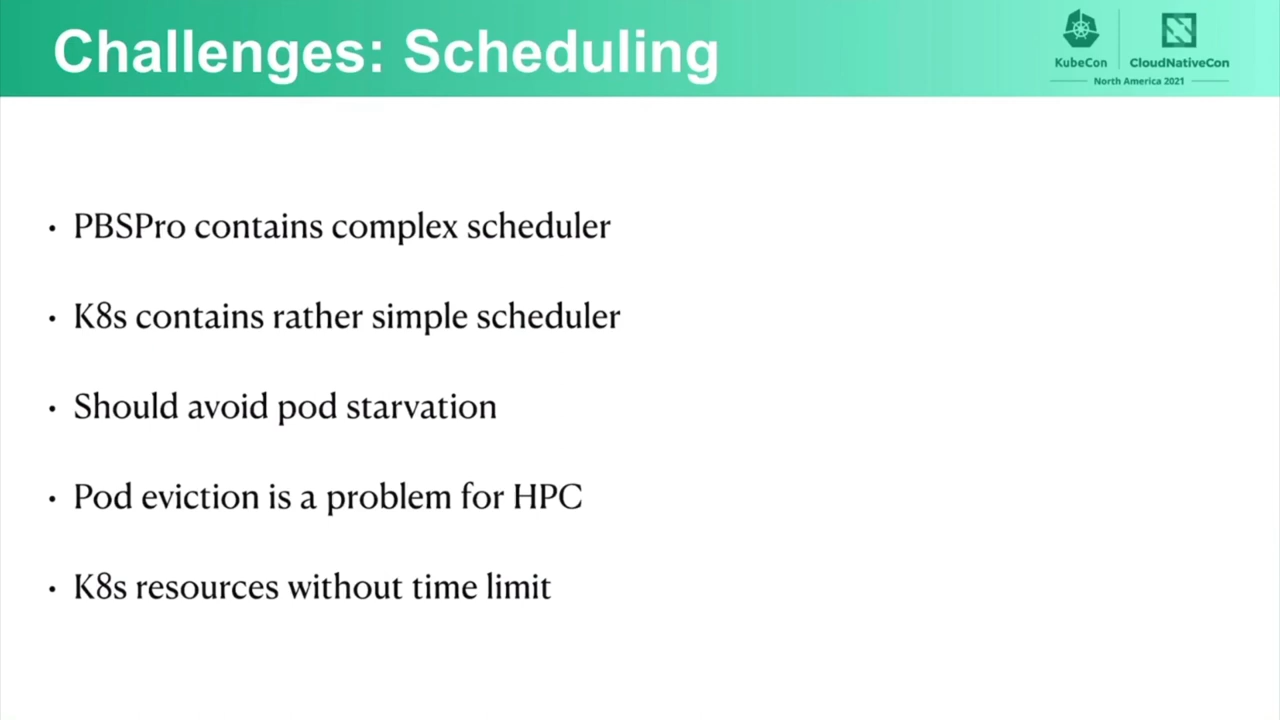 Challenges: Scheduling
KubeCon
CloudNativeCon
North America 2021
• PBSPro contains complex scheduler
• K8s contains rather simple scheduler
• Should avoid pod starvation
• Pod eviction is a problem for HPC
• K8s resources without time limit